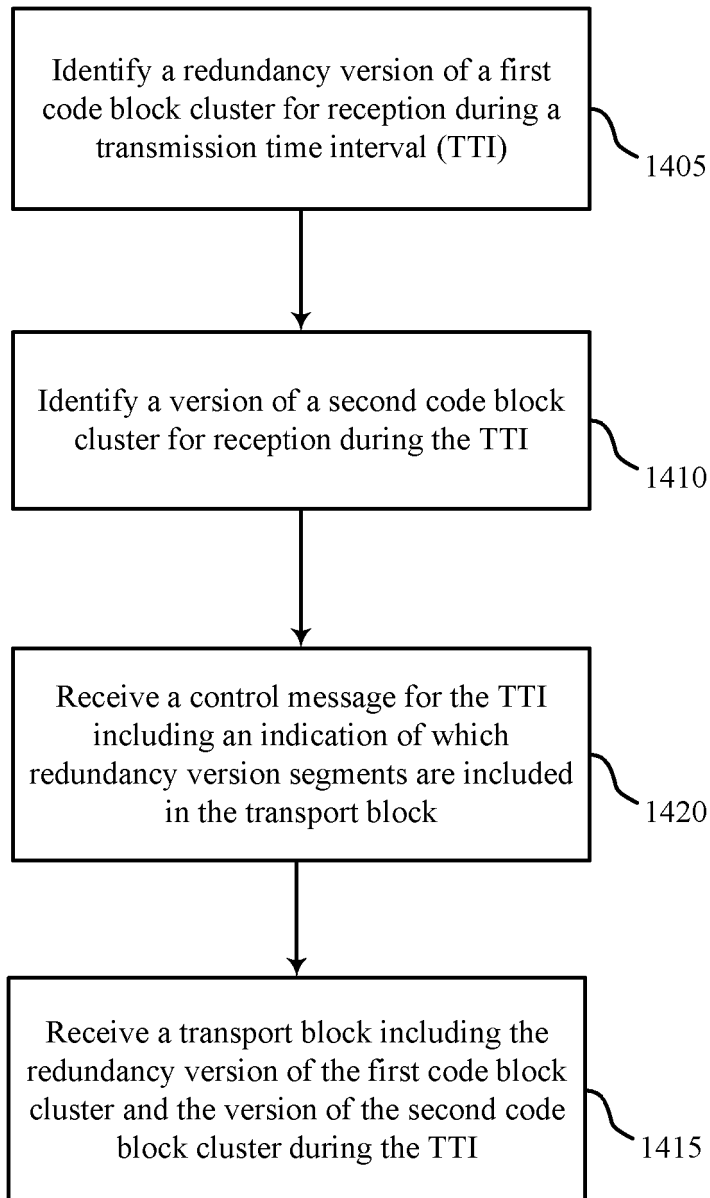 Identify a redundancy version of a first
code block cluster for reception during a
transmission time interval (TTI)
1405
Identify a version of a second code block
cluster for reception during the TTI
1410
Receive a control message for the TTI
including an indication of which
redundancy version segments are included
in the transport block
1420
Receive a transport block including the
redundancy version of the first code block
cluster and the version of the second code
block cluster during the TTI
1415